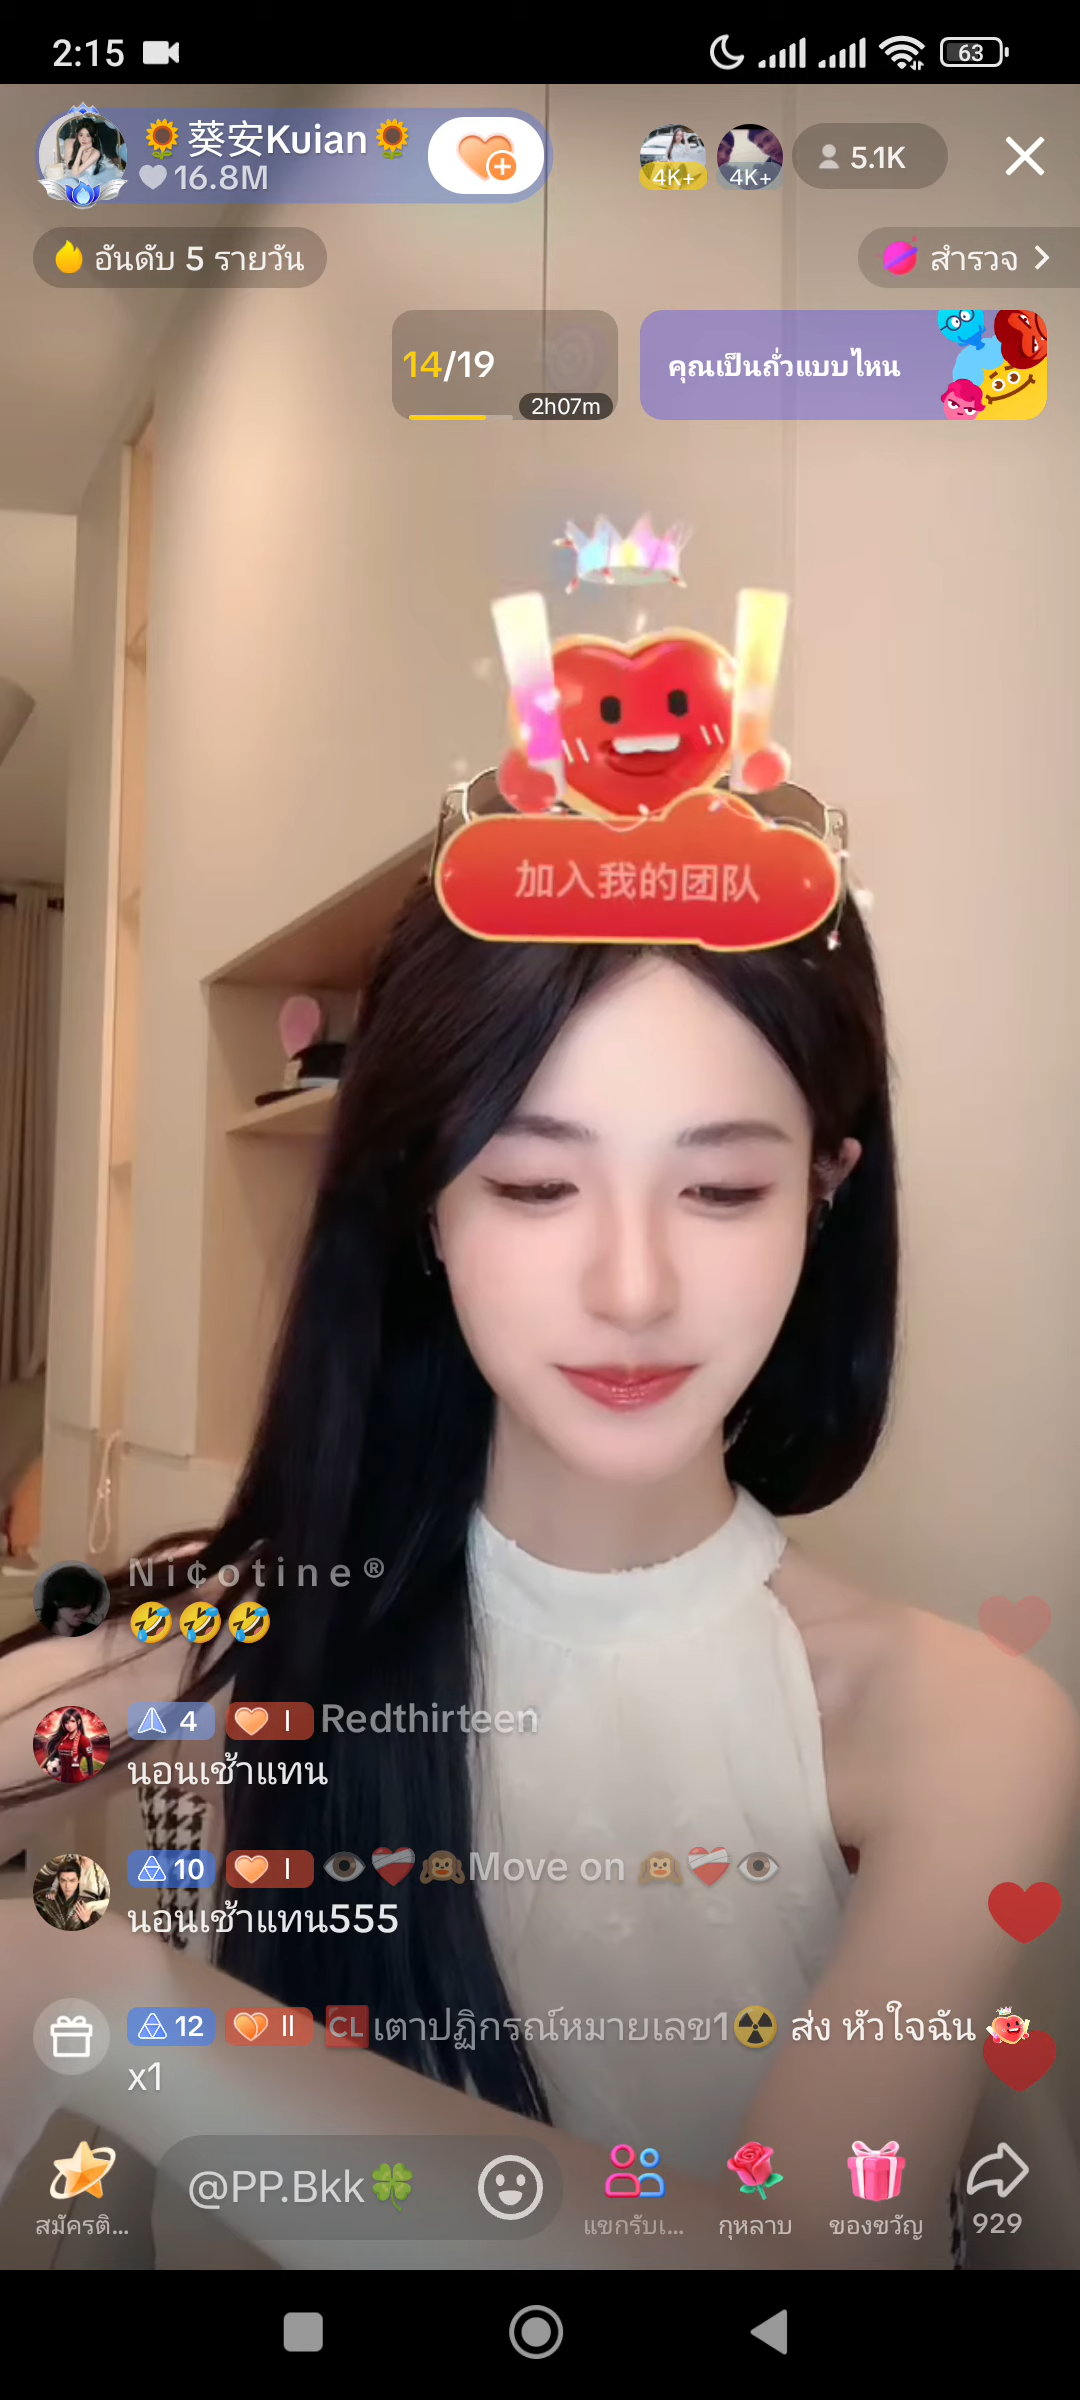 2:15
63
🌻葵安Kuian🌻
16.8M
4K+
4K+
5.1K
อันดับ 5 รายวัน
สำรวจ
14/19
2h07m
คุณเป็นถั่วแบบไหน
加入我的团队
Ni¢otine®
🤣🤣🤣
4 I Redthirteen
นอนเช้าแทน
10 I 👁❤️‍🩹🙉Move on 🙉❤️‍🩹👁
นอนเช้าแทน555
12 II 🆑เตาปฏิกรณ์หมายเลข1☢ ส่ง หัวใจฉัน
x1
@PP.Bkk🍀
สมัครติ...
แขกรับเ...
กุหลาบ
ของขวัญ
929